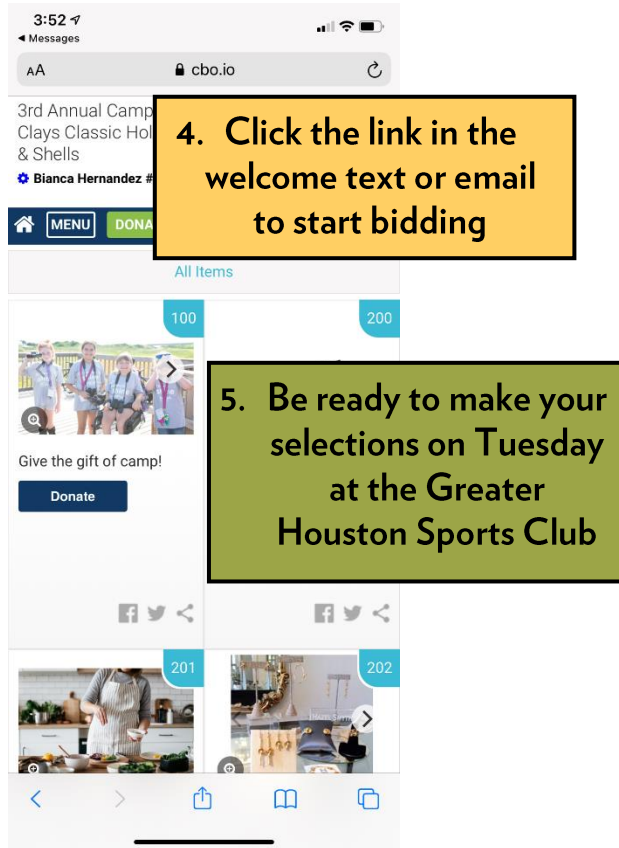 3:52
Messages
AA
cbo.io
3rd Annual Camp
Clays Classic Hol
& Shells
Bianca Hernandez #
4. Click the link in the
welcome text or email
to start bidding
MENU
DONA
All Items
100
200
5. Be ready to make your
selections on Tuesday
at the Greater
Houston Sports Club
Give the gift of camp!
Donate
201
202